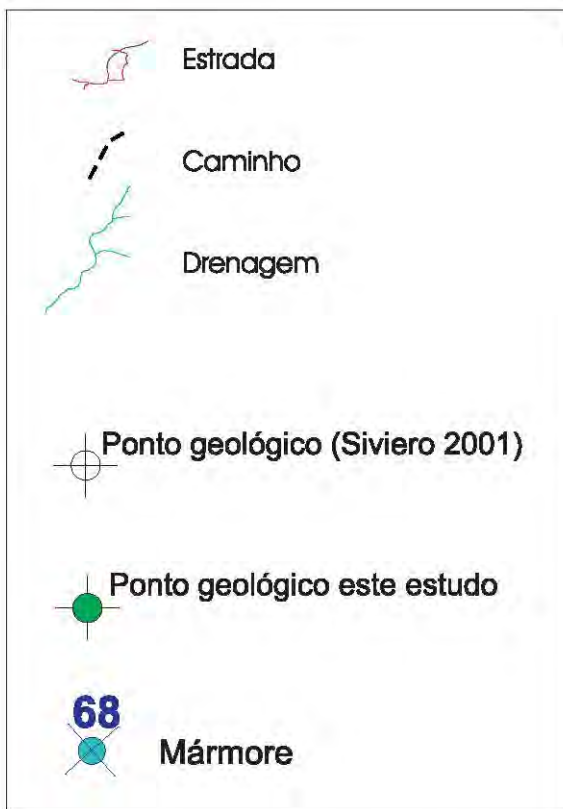 Estrada
Caminho
Drenagem
Ponto geológico (Siviero 2001)
Ponto geológico este estudo
68
Mármore